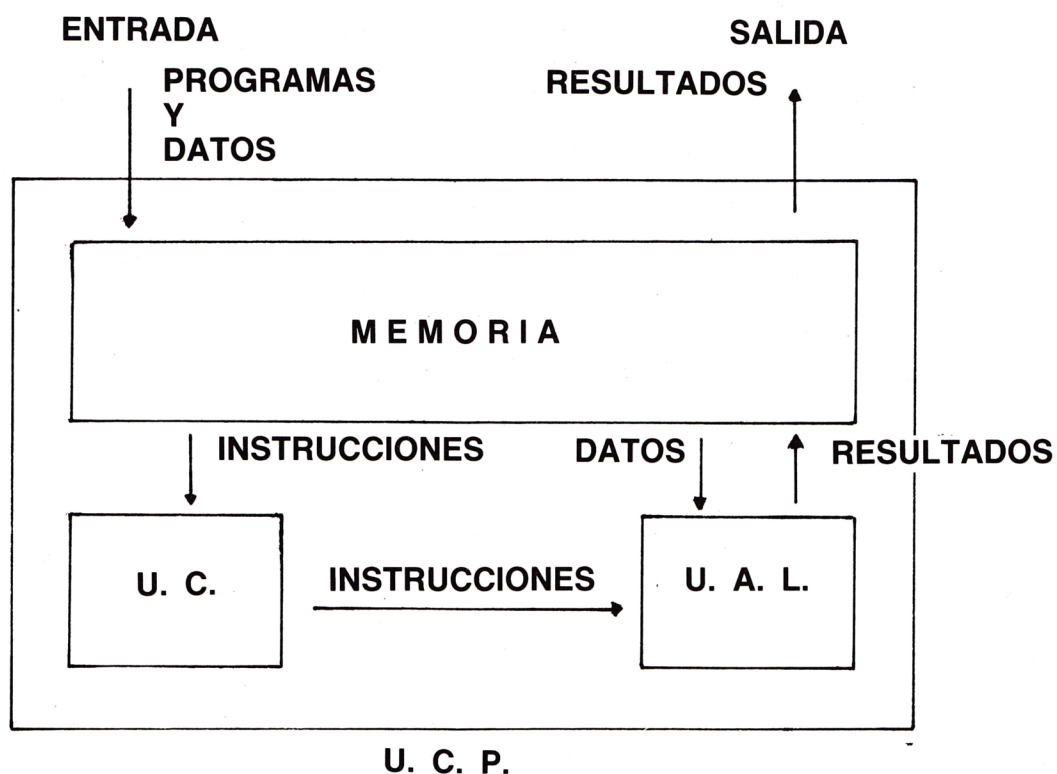 ENTRADA
SALIDA
PROGRAMAS
Y
DATOS
RESULTADOS
MEMORIA
INSTRUCCIONES
DATOS
RESULTADOS
U. C.
INSTRUCCIONES
U. A. L.
U. C. P.